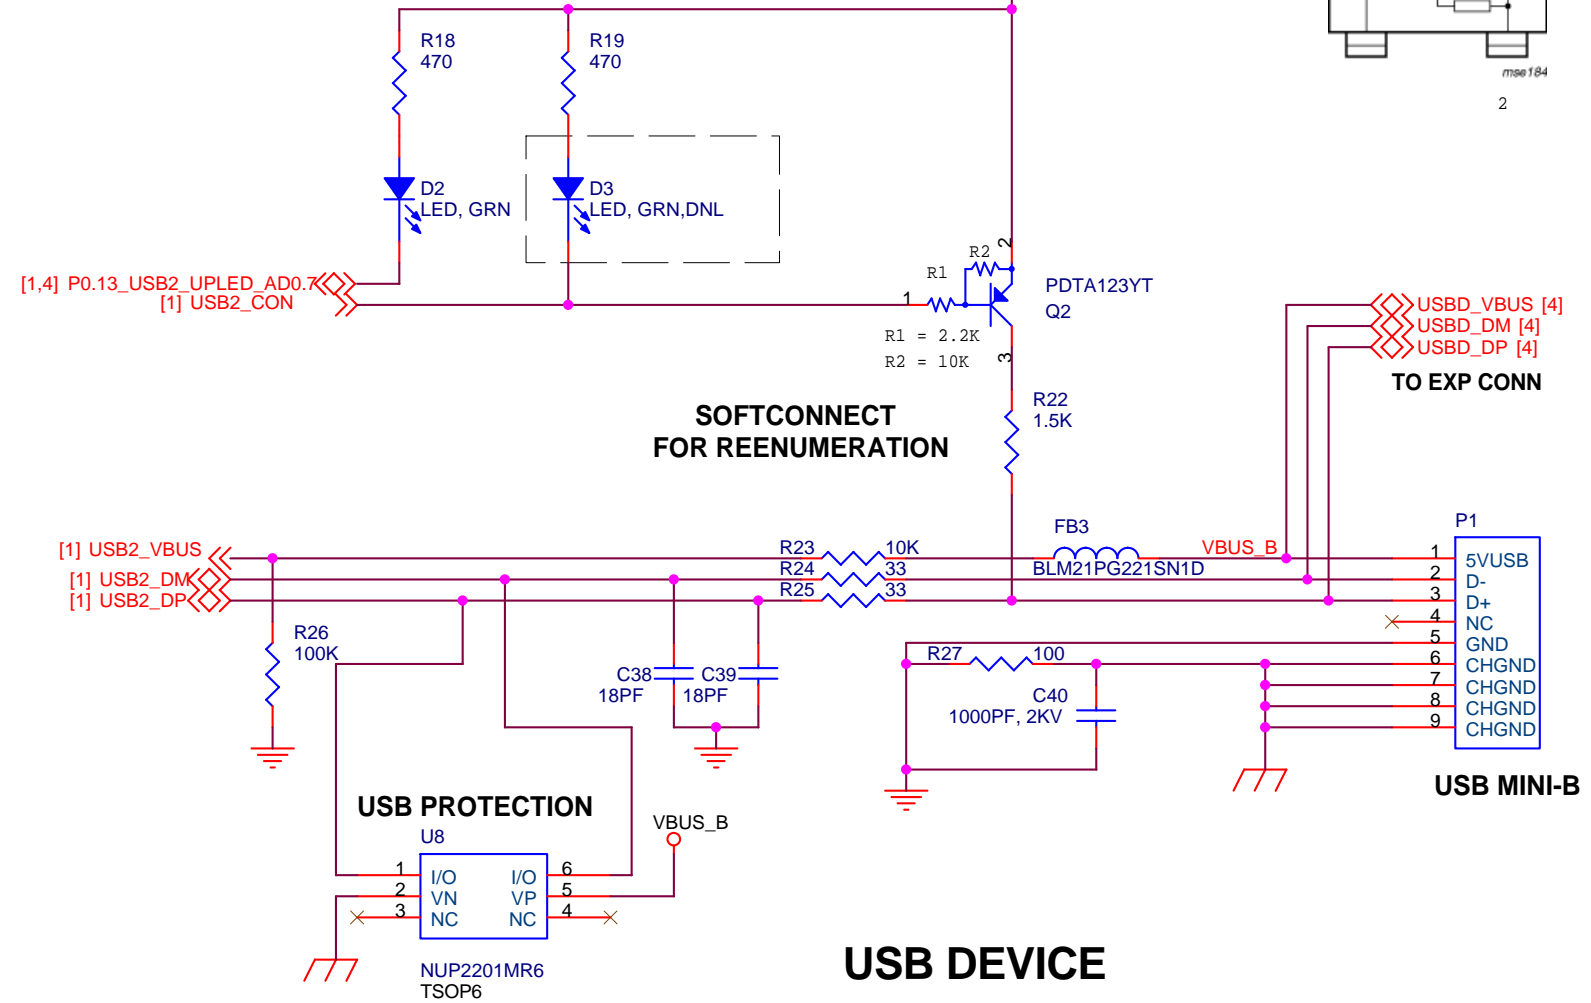 R18
470
R19
470
mse184
2
D2
LED, GRN
D3
LED, GRN,DNL
[1,4] P0.13_USB2_UPLED_AD0.7
[1] USB2_CON
1
R1
R2
2
3
R1 = 2.2K
R2 = 10K
PDTA123YT
Q2
USBD_VBUS [4]
USBD_DM [4]
USBD_DP [4]
TO EXP CONN
SOFTCONNECT
FOR REENUMERATION
R22
1.5K
[1] USB2_VBUS
[1] USB2_DM
[1] USB2_DP
R23 10K
R24 33
R25 33
FB3
BLM21PG221SN1D
VBUS_B
P1
1 5VUSB
2 D-
3 D+
4 NC
5 GND
6 CHGND
7 CHGND
8 CHGND
9 CHGND
USB MINI-B
R26
100K
C38
18PF
C39
18PF
R27 100
C40
1000PF, 2KV
USB PROTECTION
U8
VBUS_B
1 I/O I/O 6
2 VN VP 5
3 NC NC 4
NUP2201MR6
TSOP6
USB DEVICE